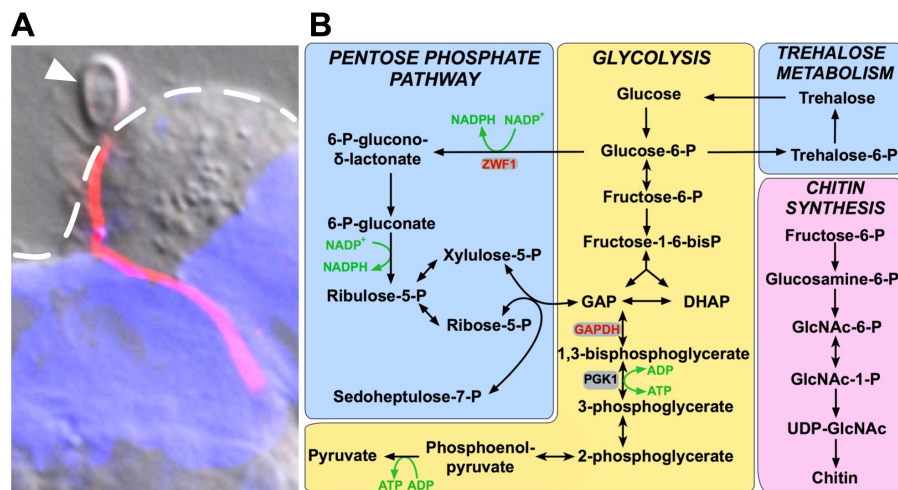 A
B
PENTOSE PHOSPHATE
PATHWAY
GLYCOLYSIS
TREHALOSE
METABOLISM
Glucose
Trehalose
NADPH NADP⁺
6-P-glucono-
δ-lactonate
ZWF1
Glucose-6-P
Trehalose-6-P
Fructose-6-P
CHITIN
SYNTHESIS
6-P-gluconate
NADP⁺
NADPH
Xylulose-5-P
Fructose-1-6-bisP
Fructose-6-P
Glucosamine-6-P
Ribulose-5-P
GAP
DHAP
Ribose-5-P
GAPDH
GlcNAc-6-P
1,3-bisphosphoglycerate
PGK1
ADP
ATP
GlcNAc-1-P
Sedoheptulose-7-P
3-phosphoglycerate
UDP-GlcNAc
Pyruvate
Phosphoenol-
pyruvate
2-phosphoglycerate
ATP ADP
Chitin